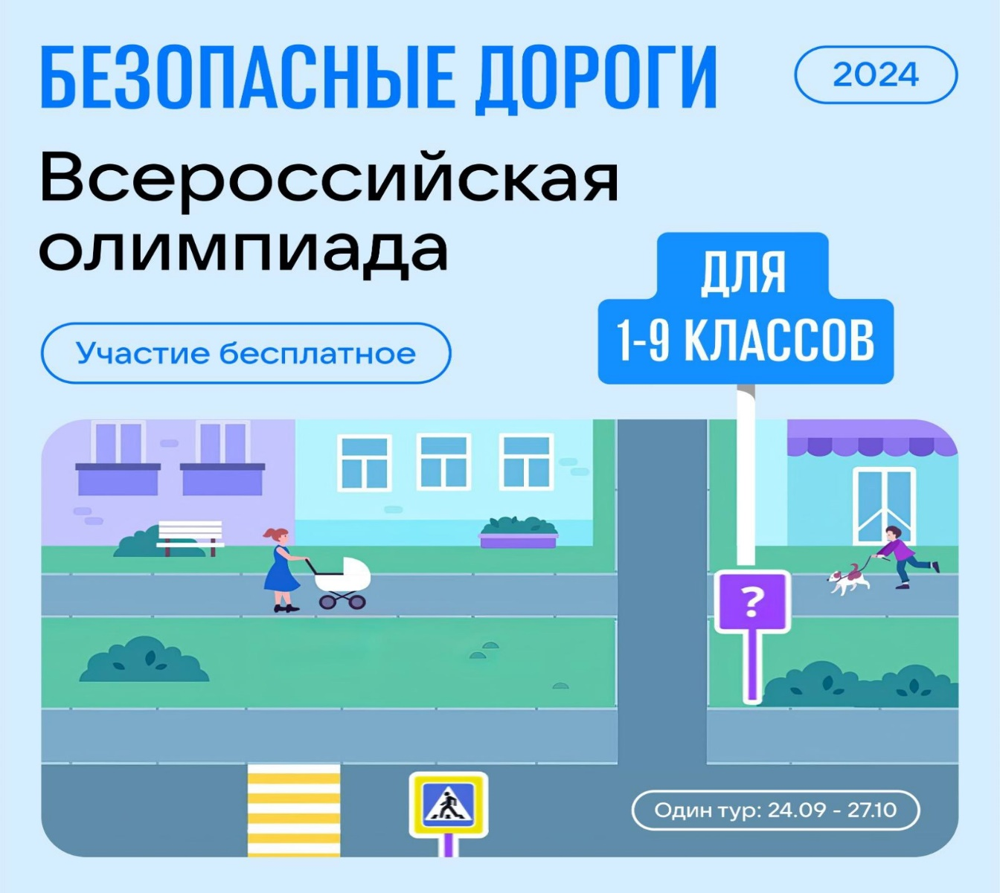 БЕЗОПАСНЫЕ ДОРОГИ
2024
Всероссийская
олимпиада
Участие бесплатное
ДЛЯ
1-9 КЛАССОВ
?
Один тур: 24.09 - 27.10